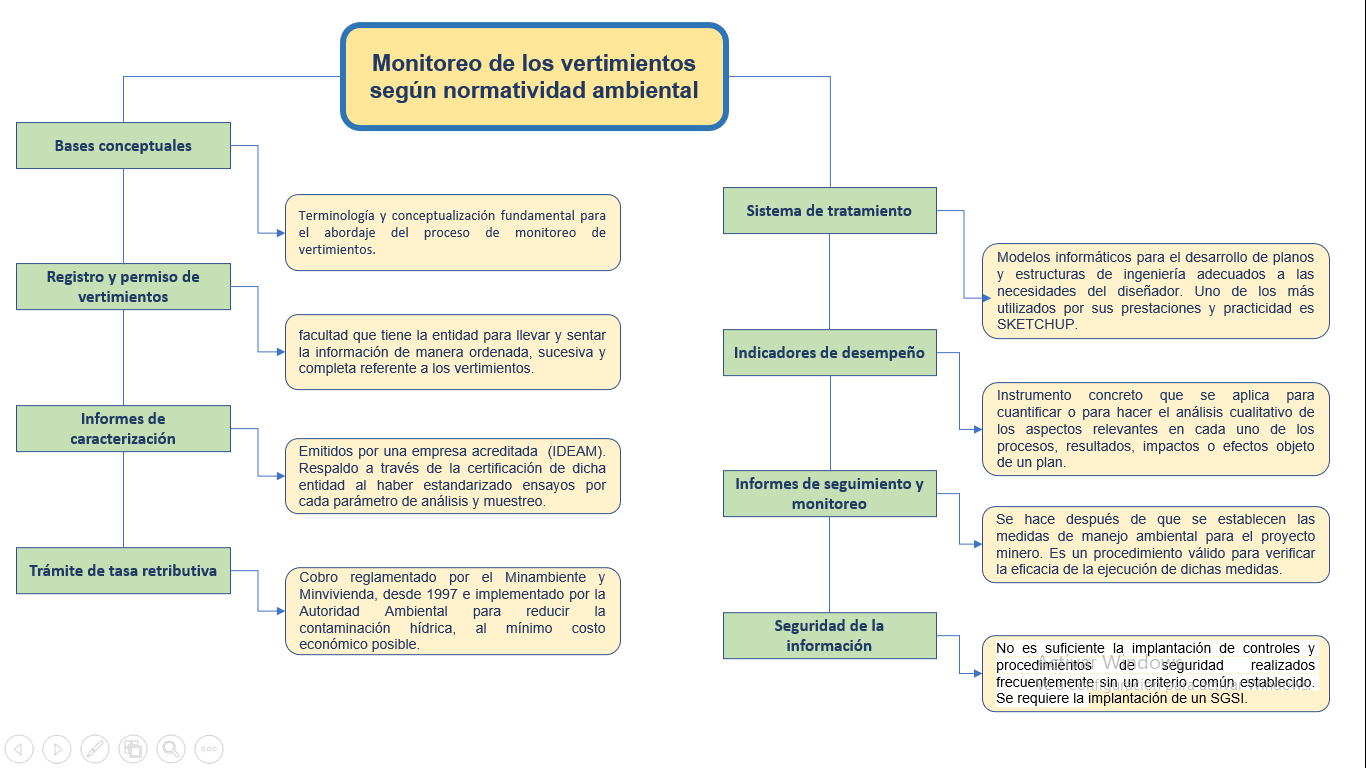 Monitoreo de los vertimientos
según normatividad ambiental
Bases conceptuales
Terminología y conceptualización fundamental para
el abordaje del proceso de monitoreo de
vertimientos.
Registro y permiso de
vertimientos
facultad que tiene la entidad para llevar y sentar
la información de manera ordenada, sucesiva y
completa referente a los vertimientos.
Informes de
caracterización
Emitidos por una empresa acreditada (IDEAM).
Respaldo a través de la certificación de dicha
entidad al haber estandarizado ensayos por
cada parámetro de análisis y muestreo.
Trámite de tasa retributiva
Cobro reglamentado por el Minambiente y
Minvivienda, desde 1997 e implementado por la
Autoridad Ambiental para reducir la
contaminación hídrica, al mínimo costo
económico posible.
Sistema de tratamiento
Modelos informáticos para el desarrollo de planos
y estructuras de ingeniería adecuados a las
necesidades del diseñador. Uno de los más
utilizados por sus prestaciones y practicidad es
SKETCHUP.
Indicadores de desempeño
Instrumento concreto que se aplica para
cuantificar o para hacer el análisis cualitativo de
los aspectos relevantes en cada uno de los
procesos, resultados, impactos o efectos objeto
de un plan.
Informes de seguimiento y
monitoreo
Se hace después de que se establecen las
medidas de manejo ambiental para el proyecto
minero. Es un procedimiento válido para verificar
la eficacia de la ejecución de dichas medidas.
Seguridad de la
información
No es suficiente la implantación de controles y
procedimientos de seguridad realizados
frecuentemente sin un criterio común establecido.
Se requiere la implantación de un SGSI.
Activar Windows